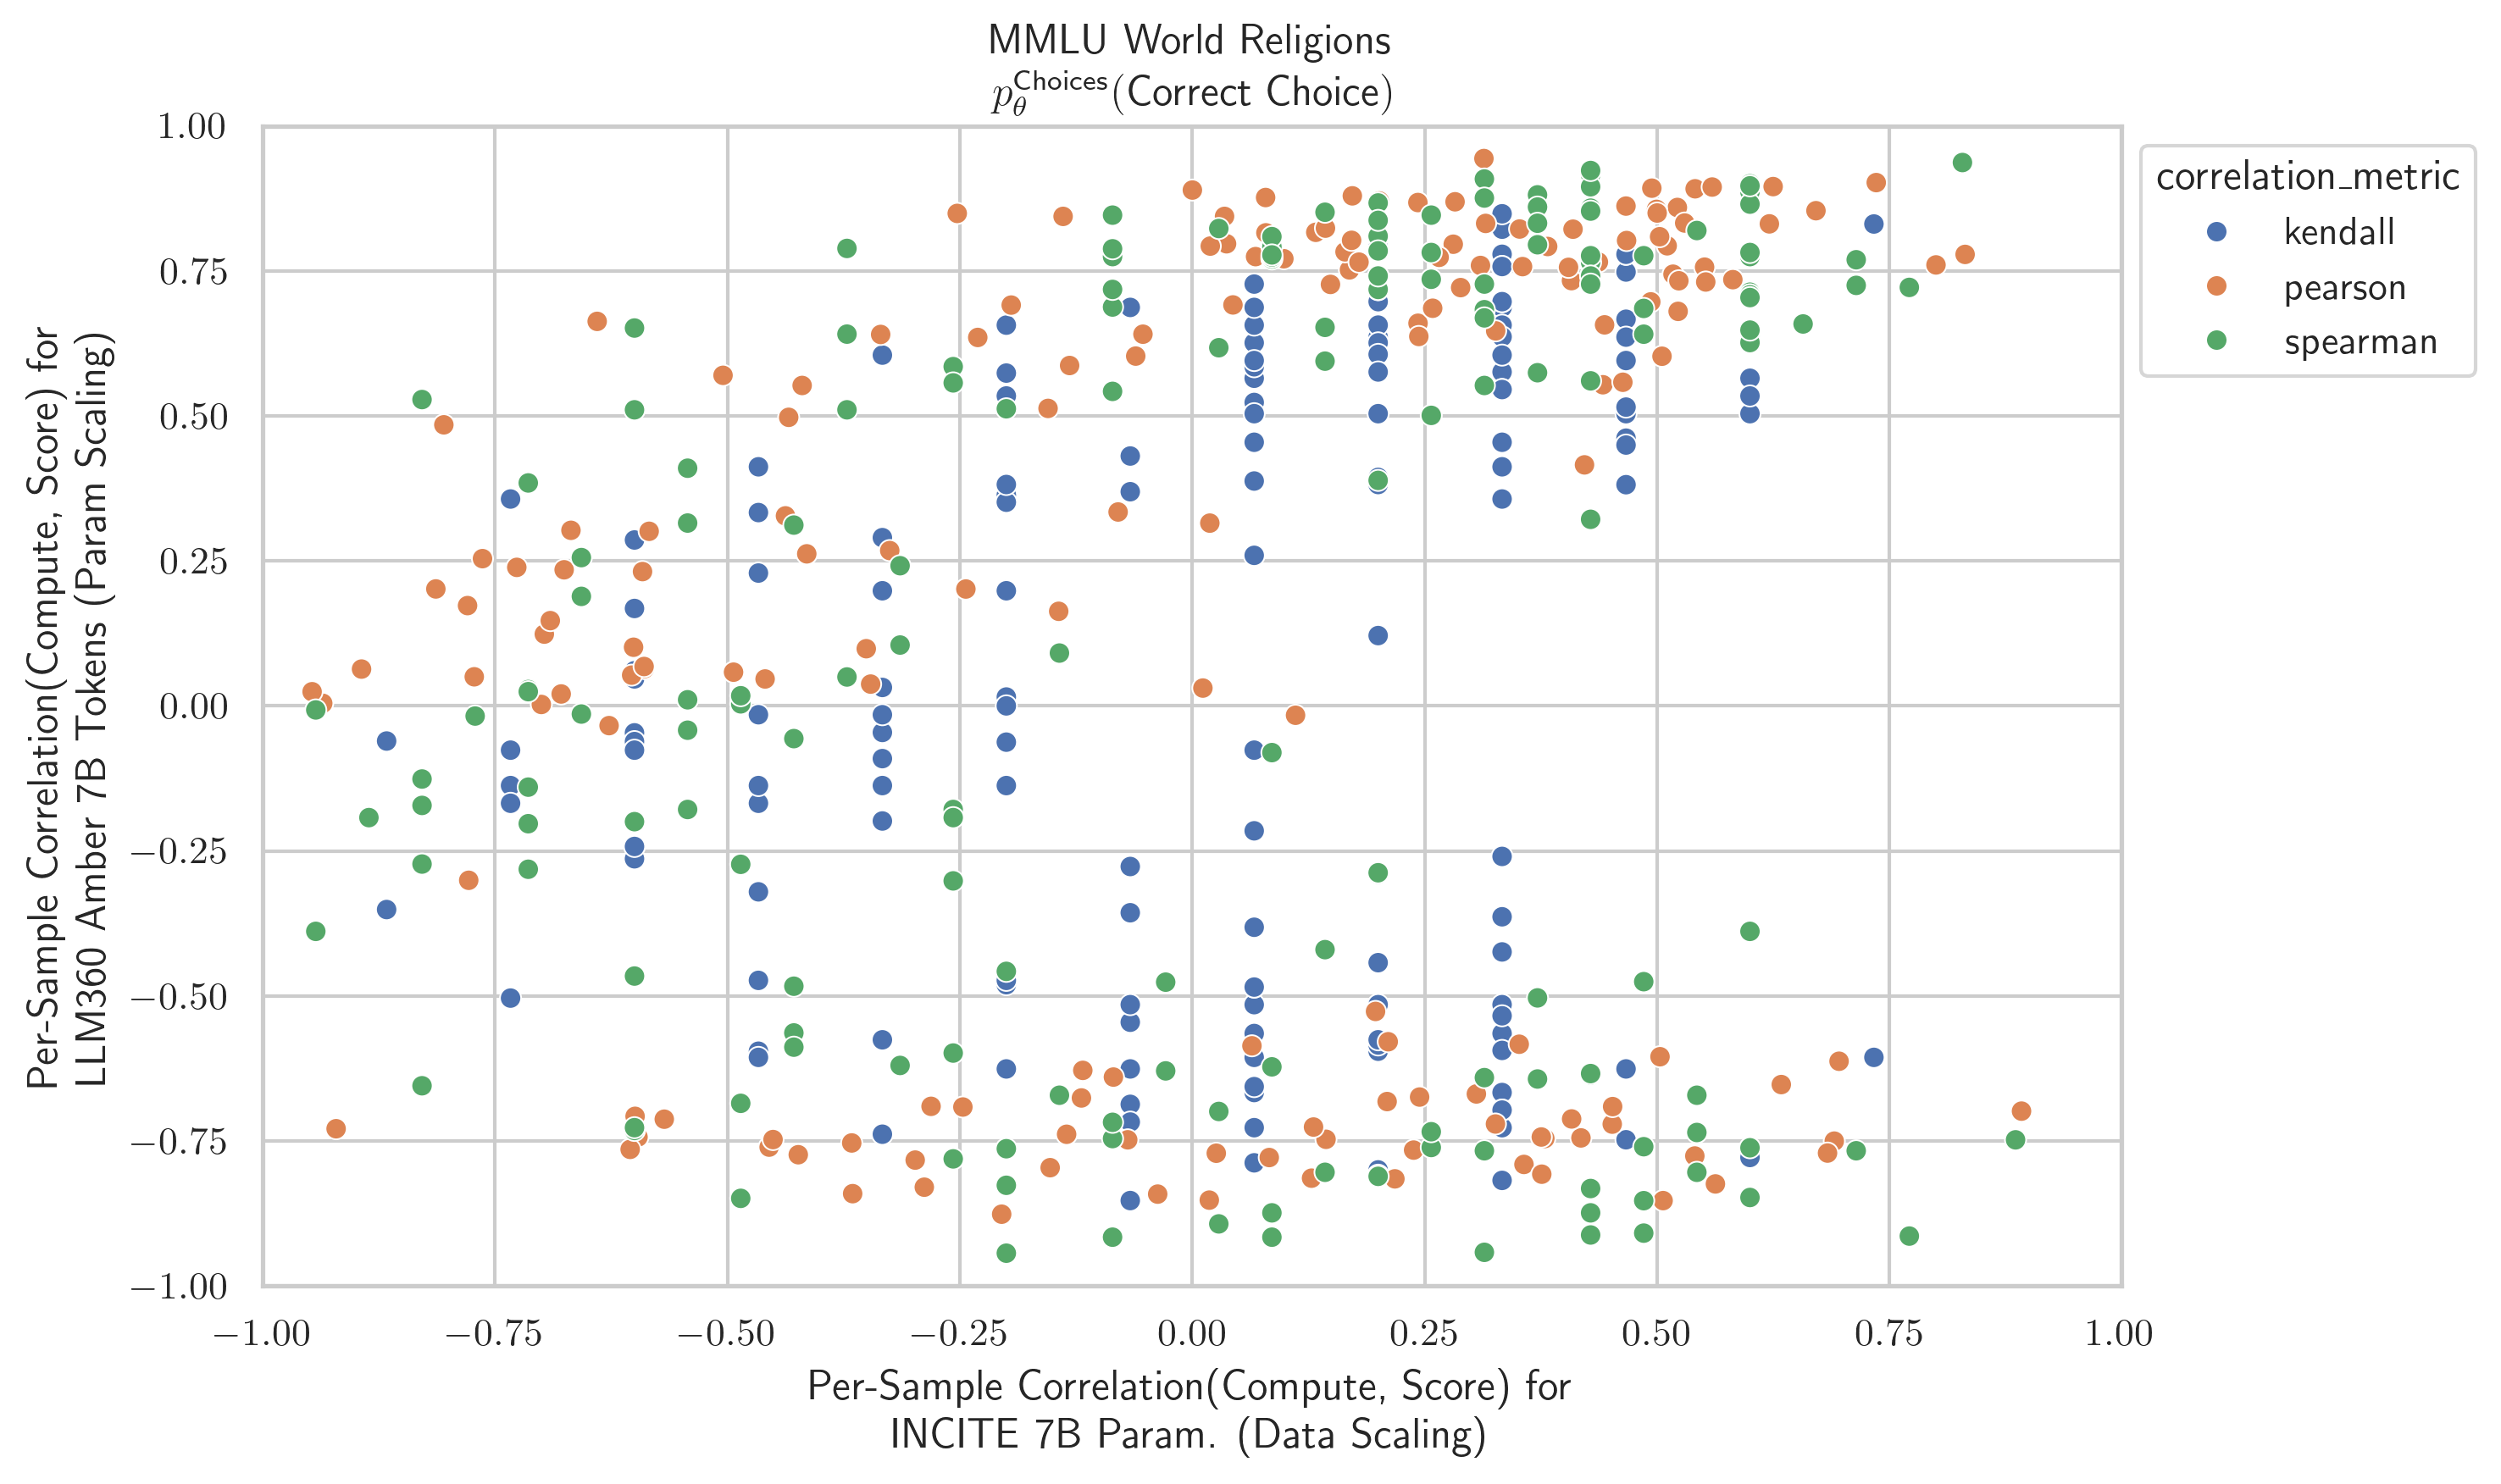 MMLU World Religions
p_θ^Choices(Correct Choice)
Per-Sample Correlation(Compute, Score) for
LLM360 Amber 7B Tokens (Param Scaling)
1.00
0.75
0.50
0.25
0.00
−0.25
−0.50
−0.75
−1.00
−1.00 −0.75 −0.50 −0.25 0.00 0.25 0.50 0.75 1.00
Per-Sample Correlation(Compute, Score) for
INCITE 7B Param. (Data Scaling)
correlation_metric
kendall
pearson
spearman